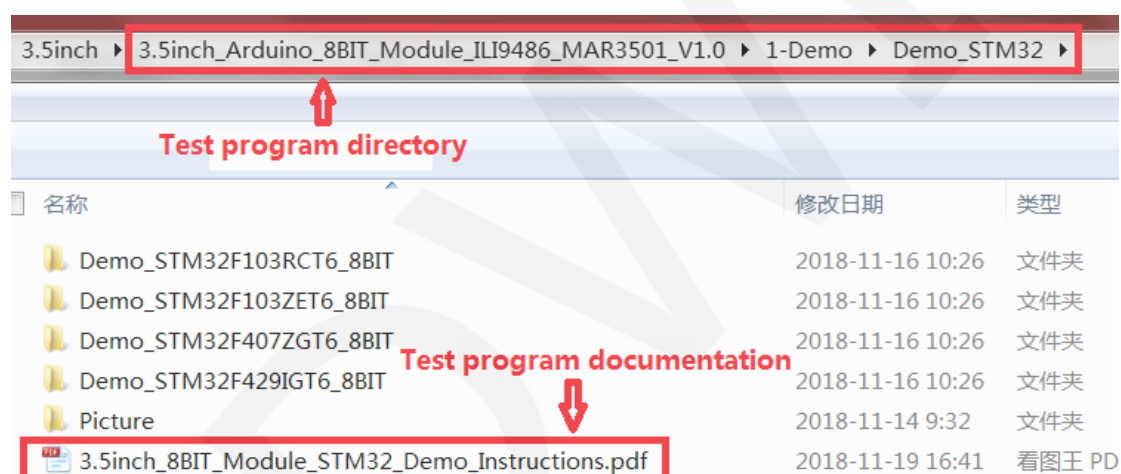 3.5inch ▸ 3.5inch_Arduino_8BIT_Module_ILI9486_MAR3501_V1.0 ▸ 1-Demo ▸ Demo_STM32 ▸
Test program directory
名称 修改日期 类型
Demo_STM32F103RCT6_8BIT 2018-11-16 10:26 文件夹
Demo_STM32F103ZET6_8BIT 2018-11-16 10:26 文件夹
Demo_STM32F407ZGT6_8BIT 2018-11-16 10:26 文件夹
Test program documentation
Demo_STM32F429IGT6_8BIT 2018-11-16 10:26 文件夹
Picture 2018-11-14 9:32 文件夹
3.5inch_8BIT_Module_STM32_Demo_Instructions.pdf 2018-11-19 16:41 看图王 PD